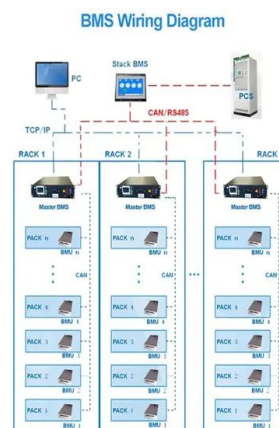 BMS Wiring Diagram
Stack BMS
PC
PCS
CAN/RS485
TCP/IP
RACK 1
RACK 2
RACK
Master BMS
Master BMS
Master BMS
PACK n
PACK n
PACK n
BMU n
BMU n
BMU n
CAN
CAN
CAN
PACK 4
PACK 4
PACK 4
BMU 4
BMU 4
BMU 4
PACK 3
PACK 3
PACK 3
BMU 3
BMU 3
BMU 3
PACK 2
PACK 2
PACK 2
BMU 2
BMU 2
BMU 2
PACK 1
PACK 1
PACK 1
BMU 1
BMU 1
BMU 1